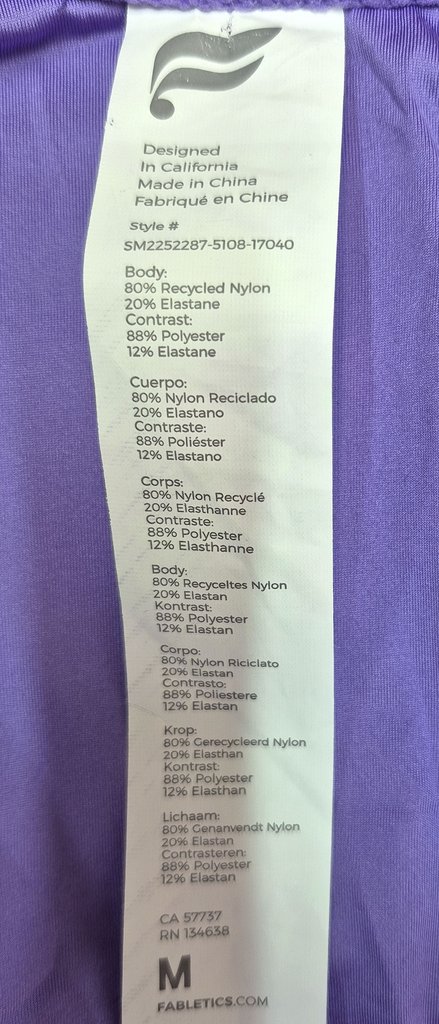 Designed
In California
Made in China
Fabriqué en Chine
Style #
SM2252287-5108-17040
Body:
80% Recycled Nylon
20% Elastane
Contrast:
88% Polyester
12% Elastane
Cuerpo:
80% Nylon Reciclado
20% Elastano
Contraste:
88% Poliéster
12% Elastano
Corps:
80% Nylon Recyclé
20% Elasthanne
Contraste:
88% Polyester
12% Elasthanne
Body:
80% Recyceltes Nylon
20% Elastan
Kontrast:
88% Polyester
12% Elastan
Corpo:
80% Nylon Riciclato
20% Elastan
Contrasto:
88% Poliestere
12% Elastan
Krop:
80% Gerecycleerd Nylon
20% Elasthan
Kontrast:
88% Polyester
12% Elasthan
Lichaam:
80% Genanvendt Nylon
20% Elastan
Contrasteren:
88% Polyester
12% Elastan
CA 57737
RN 134638
M
FABLETICS.COM